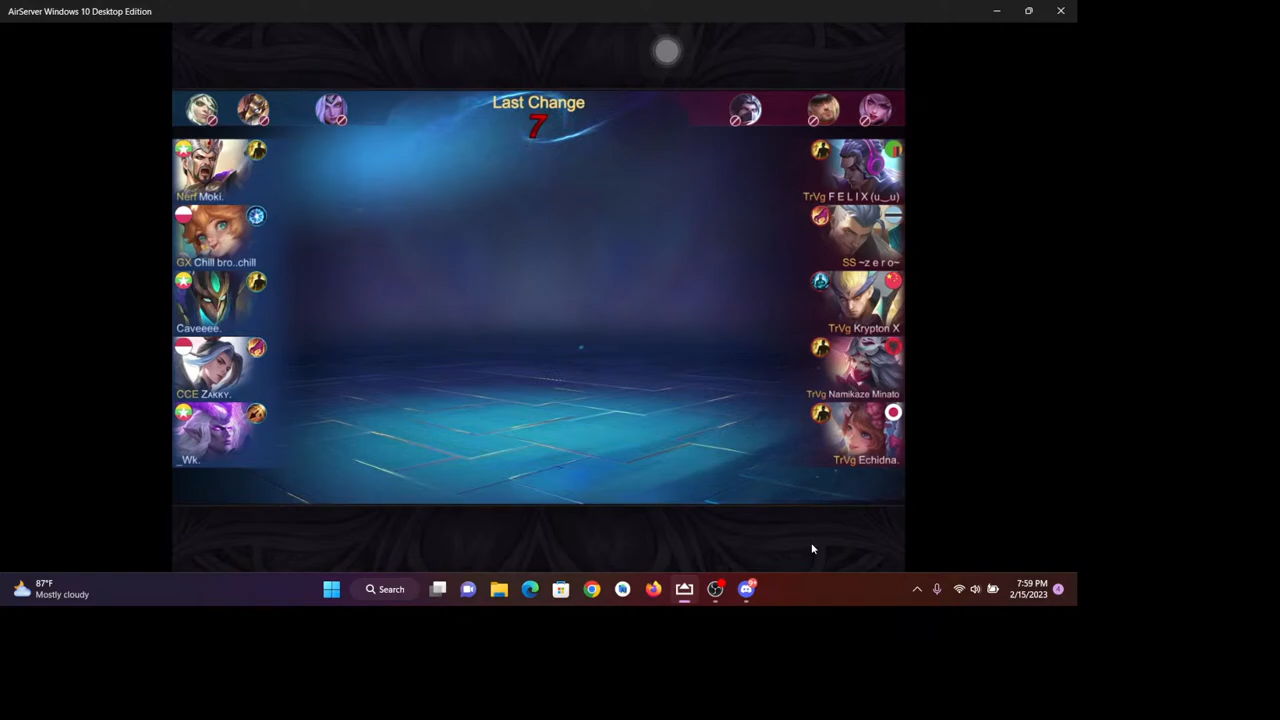 AirServer Windows 10 Desktop Edition
Last Change
7
Nerf Moki.
GX Chill bro..chill
Caveeee.
CCE ZAKKY.
_Wk.
TrVg F E L I X (u__u)
SS ~z e r o~
TrVg Krypton X
TrVg Namikaze Minato
TrVg Echidna.
87°F
Mostly cloudy
Search
9+
7:59 PM
2/15/2023
4